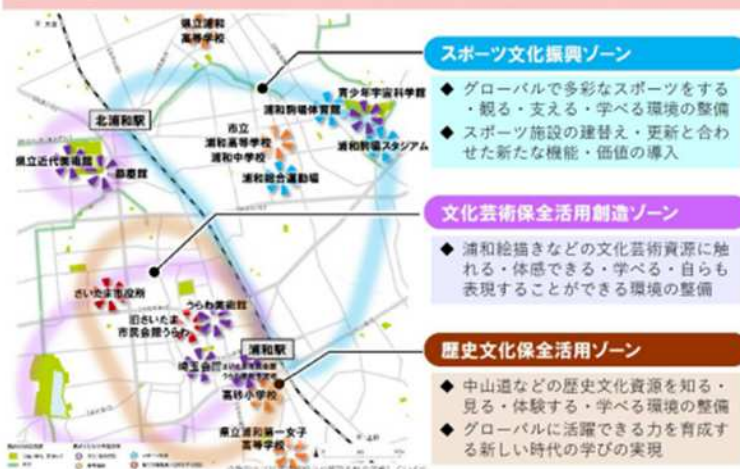 県立浦和
高等学校
スポーツ文化振興ゾーン
◆ グローバルで多彩なスポーツをする
・観る・支える・学べる環境の整備
◆ スポーツ施設の建替え・更新と合わ
せた新たな機能・価値の導入
青少年宇宙科学館
浦和駒場体育館
北浦和駅
市立
浦和高等学校
浦和中学校
浦和駒場スタジアム
県立近代美術館
浦和総合運動場
文化芸術保全活用創造ゾーン
◆ 浦和絵描きなどの文化芸術資源に触
れる・体感できる・学べる・自らも
表現することができる環境の整備
さいたま市役所
うらわ美術館
旧さいたま
市民会館うらわ
浦和駅
埼玉会館
高砂小学校
県立浦和第一女子
高等学校
歴史文化保全活用ゾーン
◆ 中山道などの歴史文化資源を知る・
見る・体験する・学べる環境の整備
◆ グローバルに活躍できる力を育成す
る新しい時代の学びの実現